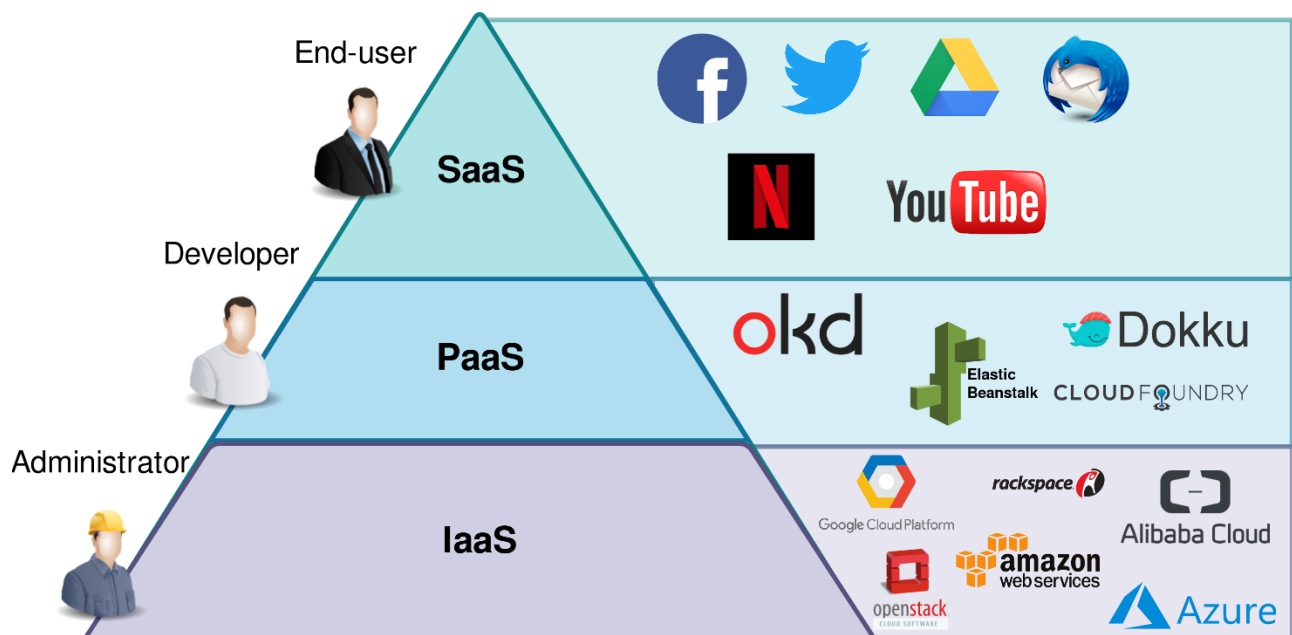 End-user
SaaS
YouTube
Developer
PaaS
okd
Dokku
Elastic
Beanstalk
CLOUD FOUNDRY
Administrator
IaaS
Google Cloud Platform
rackspace
Alibaba Cloud
amazon
web services
openstack
CLOUD SOFTWARE
Azure